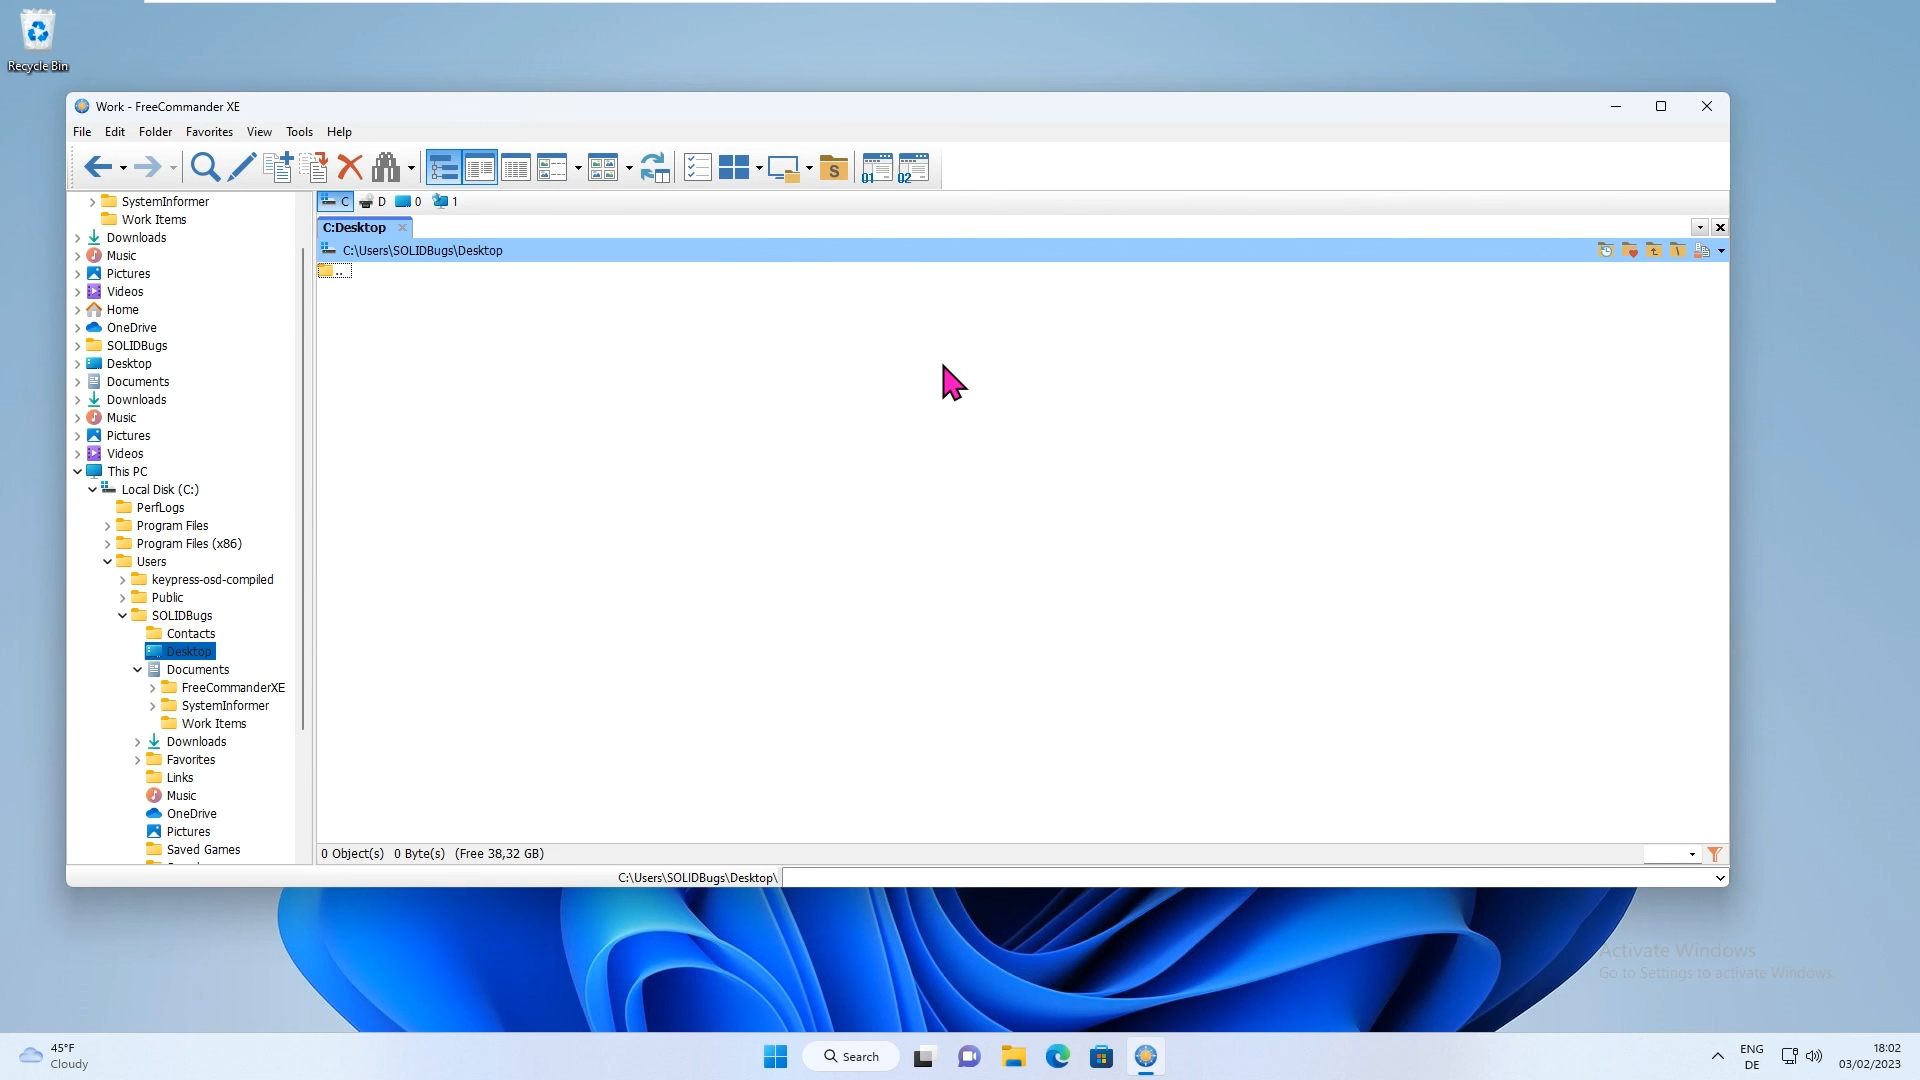 Recycle Bin
Work - FreeCommander XE
File Edit Folder Favorites View Tools Help
S 01 02
C D 0 1
C:Desktop
C:\Users\SOLIDBugs\Desktop
..
SystemInformer
Work Items
Downloads
Music
Pictures
Videos
Home
OneDrive
SOLIDBugs
Desktop
Documents
Downloads
Music
Pictures
Videos
This PC
Local Disk (C:)
PerfLogs
Program Files
Program Files (x86)
Users
keypress-osd-compiled
Public
SOLIDBugs
Contacts
Desktop
Documents
FreeCommanderXE
SystemInformer
Work Items
Downloads
Favorites
Links
Music
OneDrive
Pictures
Saved Games
0 Object(s) 0 Byte(s) (Free 38,32 GB)
C:\Users\SOLIDBugs\Desktop\
Activate Windows
Go to Settings to activate Windows.
45°F
Cloudy
Search
ENG
DE
18:02
03/02/2023